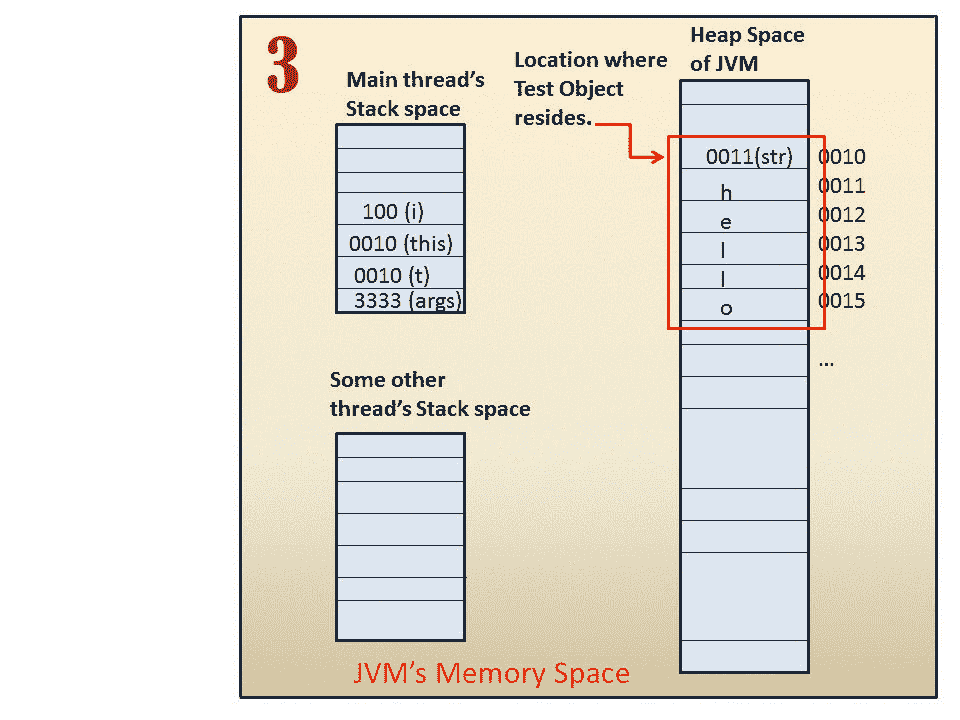 3
Main thread's
Stack space
100 (i)
0010 (this)
0010 (t)
3333 (args)
Some other
thread's Stack space
Location where
Test Object
resides.
Heap Space
of JVM
0011(str) 0010
h 0011
e 0012
l 0013
l 0014
o 0015
...
JVM's Memory Space